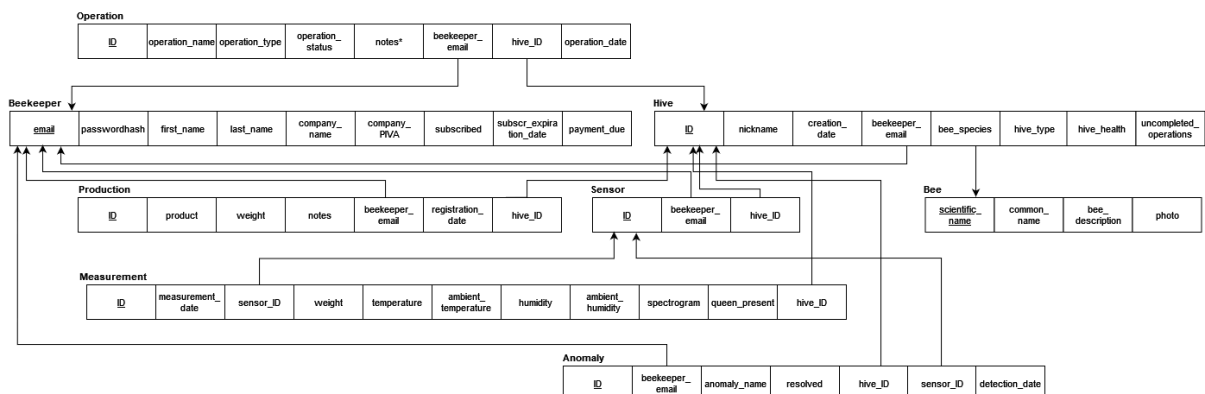 Operation
ID operation_name operation_type operation_ status notes* beekeeper_ email hive_ID operation_date
Beekeeper
email passwordhash first_name last_name company_ name company_ PIVA subscribed subscr_expira ration_date payment_due
Hive
ID nickname creation_ date beekeeper_ email bee_species hive_type hive_health uncompleted_ operations
Production
ID product weight notes beekeeper_ email registration_ date hive_ID
Sensor
ID beekeeper_ email hive_ID
Bee
scientific_ name common_ name bee_ description photo
Measurement
ID measurement_ date sensor_ID weight temperature ambient_ temperature humidity ambient_ humidity spectrogram queen_present hive_ID
Anomaly
ID beekeeper_ email anomaly_name resolved hive_ID sensor_ID detection_date